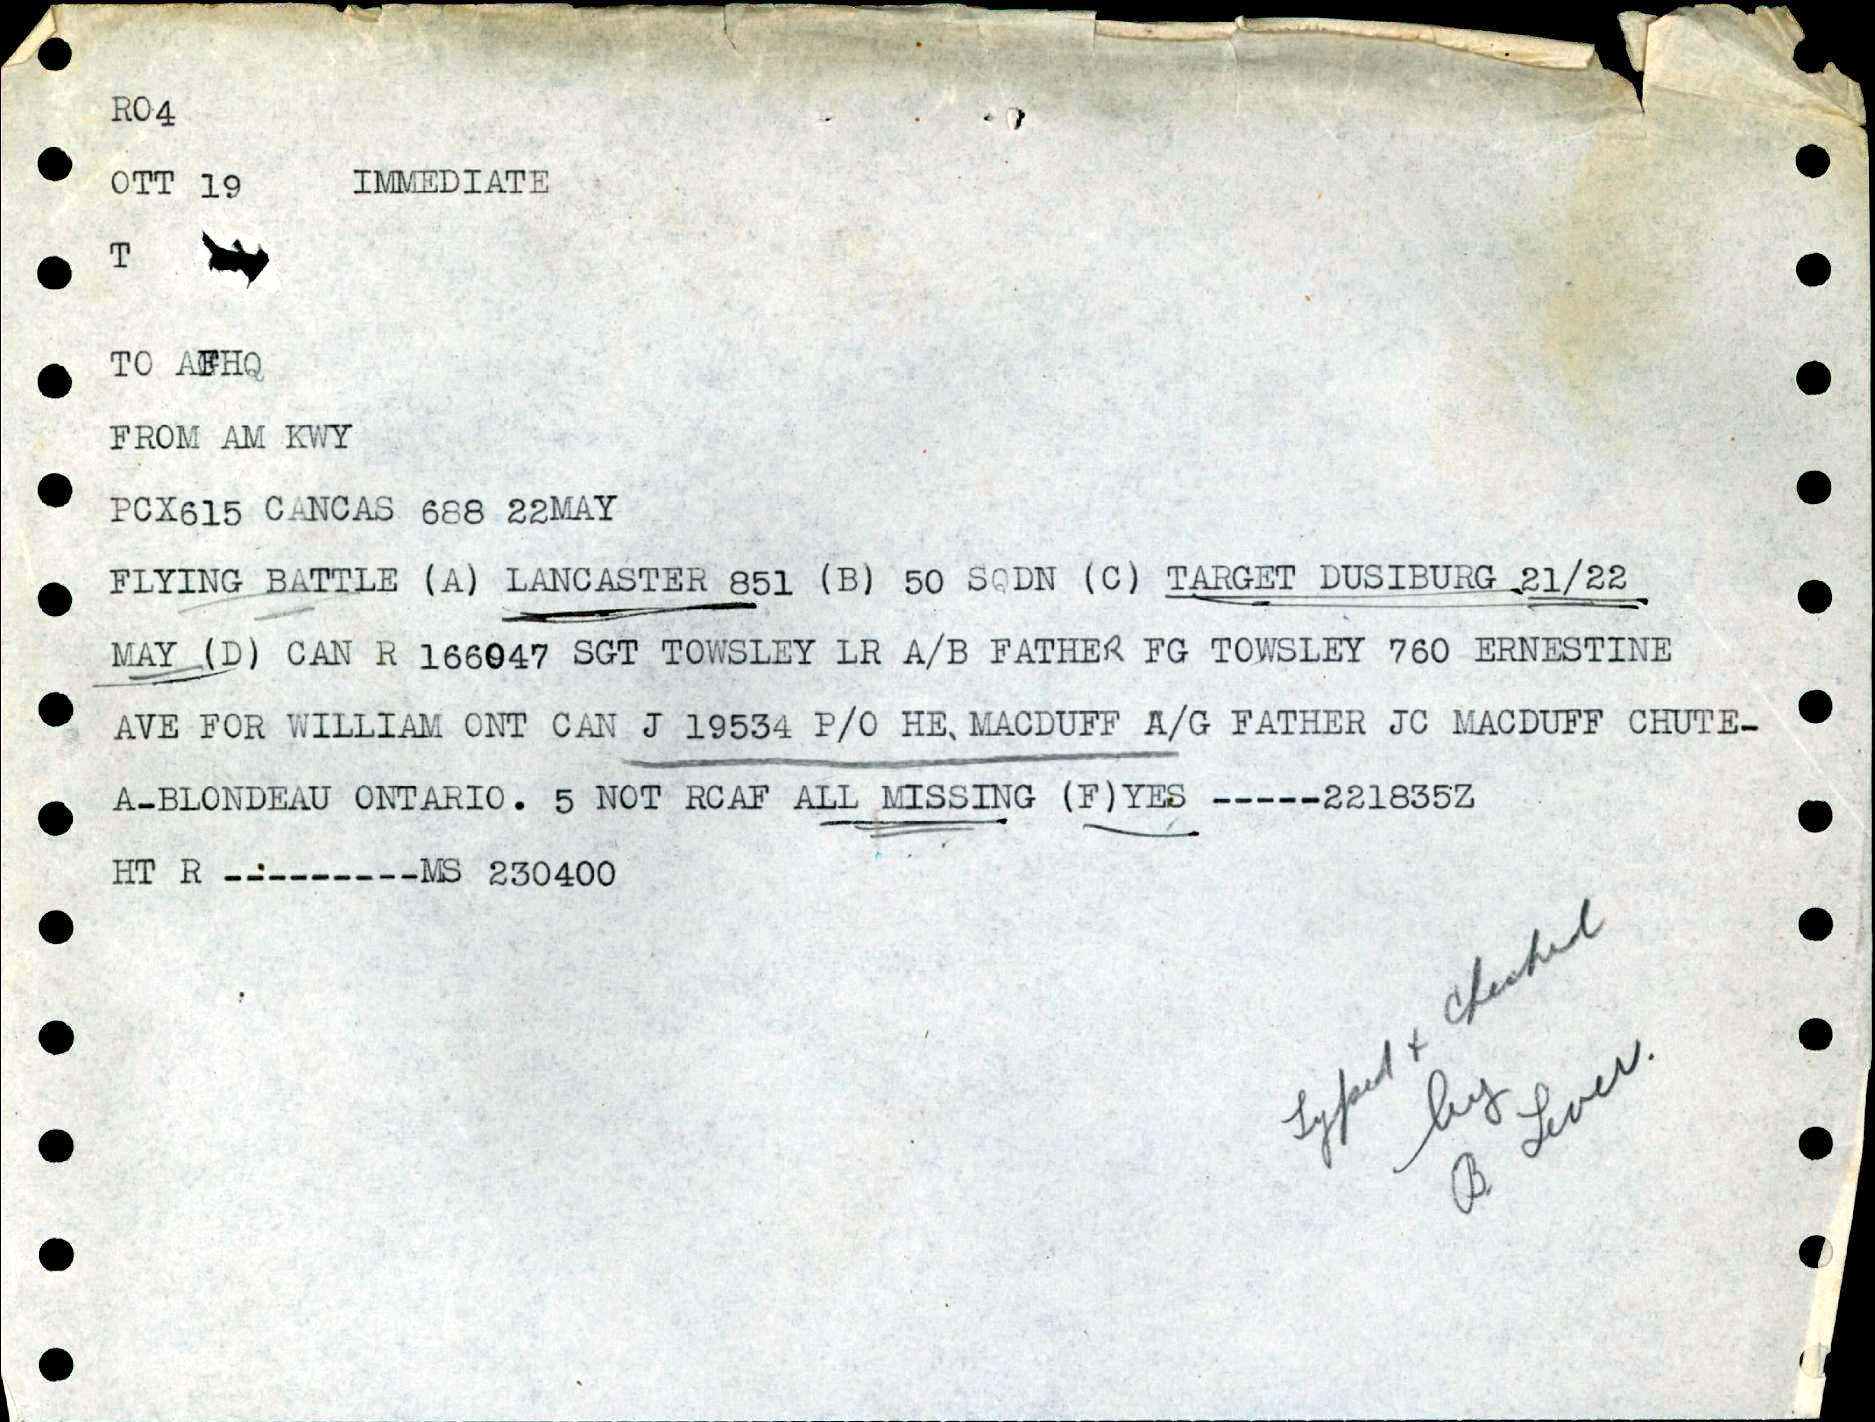 RO4
OTT 19 IMMEDIATE
T
TO AFHQ
FROM AM KWY
PCX615 CANCAS 688 22MAY
FLYING BATTLE (A) LANCASTER 851 (B) 50 SQDN (C) TARGET DUSIBURG 21/22
MAY (D) CAN R 166047 SGT TOWSLEY LR A/B FATHER FG TOWSLEY 760 ERNESTINE
AVE FOR WILLIAM ONT CAN J 19534 P/O HE, MACDUFF A/G FATHER JC MACDUFF CHUTE-
A-BLONDEAU ONTARIO. 5 NOT RCAF ALL MISSING (F)YES -----221835Z
HT R ---------MS 230400
Typed + checked
by
B. Lever.